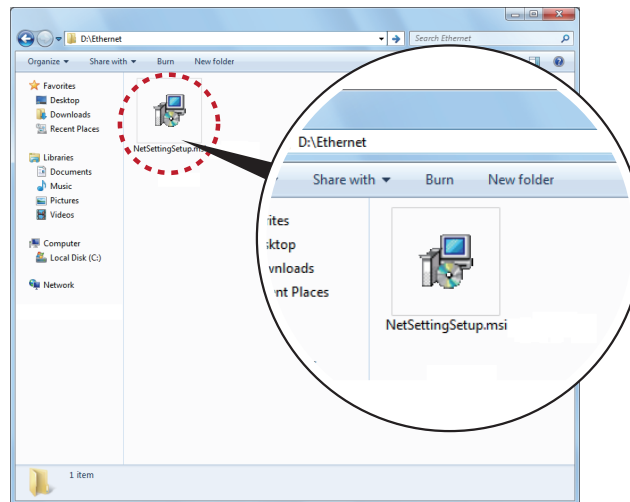 D:\Ethernet
Search Ethernet
Organize
Share with
Burn
New folder
Favorites
Desktop
Downloads
Recent Places
Libraries
Documents
Music
Pictures
Videos
Computer
Local Disk (C:)
Network
NetSettingSetup.msi
1 item
D:\Ethernet
Share with
Burn
New folder
rites
sktop
wnloads
nt Places
NetSettingSetup.msi